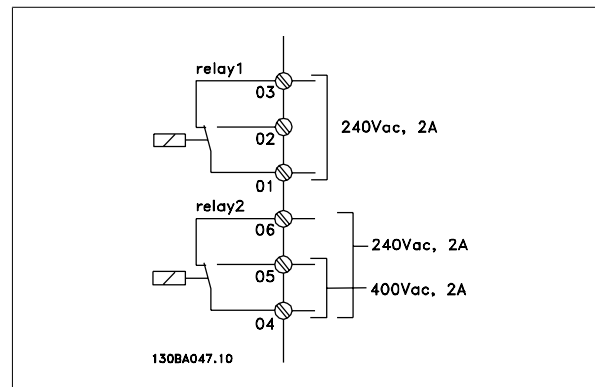 relay1
03
02
240Vac, 2A
01
relay2
06
240Vac, 2A
05
400Vac, 2A
04
130BA047.10